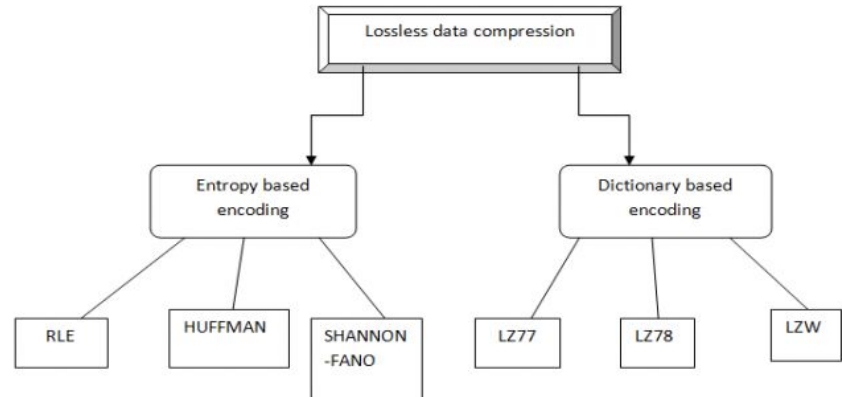 Lossless data compression
Entropy based
encoding
Dictionary based
encoding
RLE
HUFFMAN
SHANNON
-FANO
LZ77
LZ78
LZW